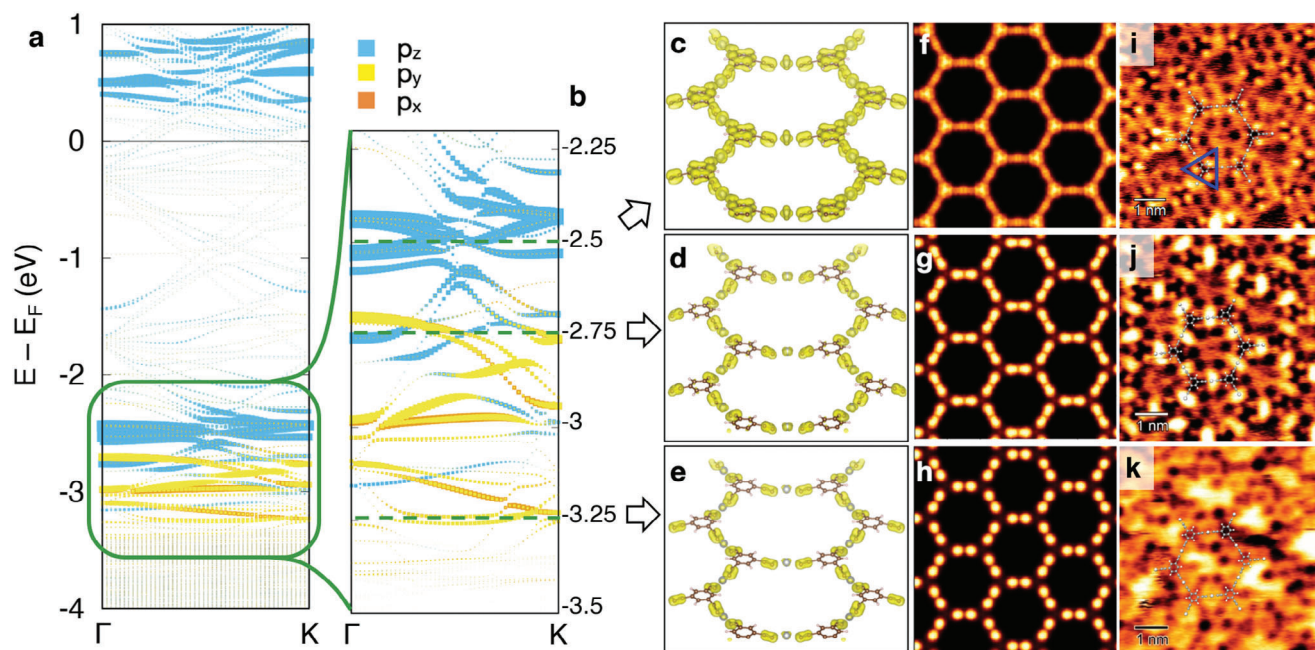 a
1
0
-1
-2
-3
-4
E – E_F (eV)
Γ
K
p_z
p_y
p_x
b
-2.25
-2.5
-2.75
-3
-3.25
-3.5
Γ
K
c
d
e
f
g
h
i
1 nm
j
1 nm
k
1 nm